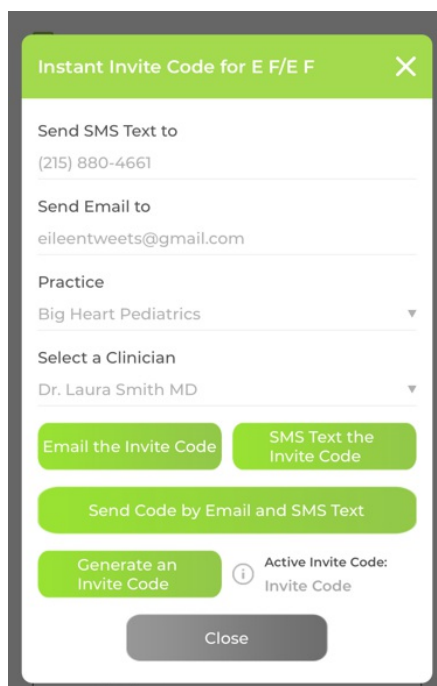 Instant Invite Code for E F/E F
Send SMS Text to
(215) 880-4661
Send Email to
eileentweets@gmail.com
Practice
Big Heart Pediatrics
Select a Clinician
Dr. Laura Smith MD
Email the Invite Code
SMS Text the
Invite Code
Send Code by Email and SMS Text
Generate an
Invite Code
Active Invite Code:
Invite Code
Close